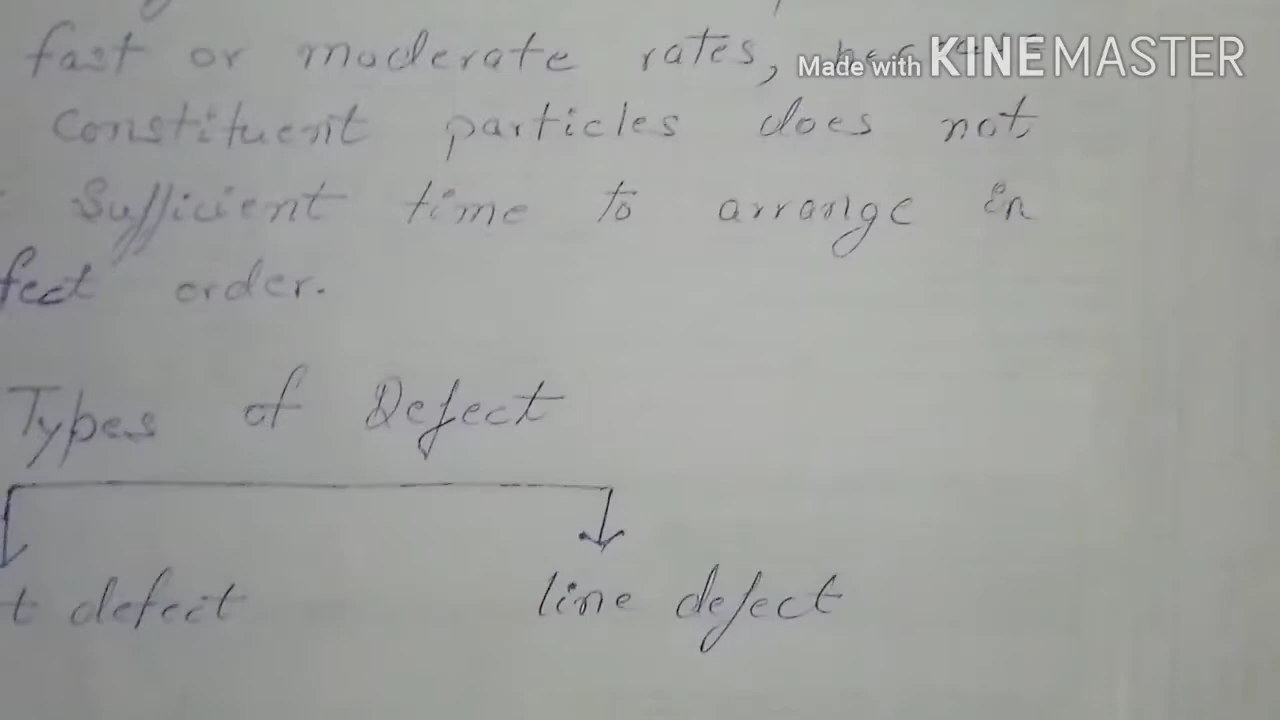 fast or moderate rates,
Made with KINEMASTER
constituent particles does not
Sufficient time to arrange in
fect order.
Types of Defect
t defect line defect